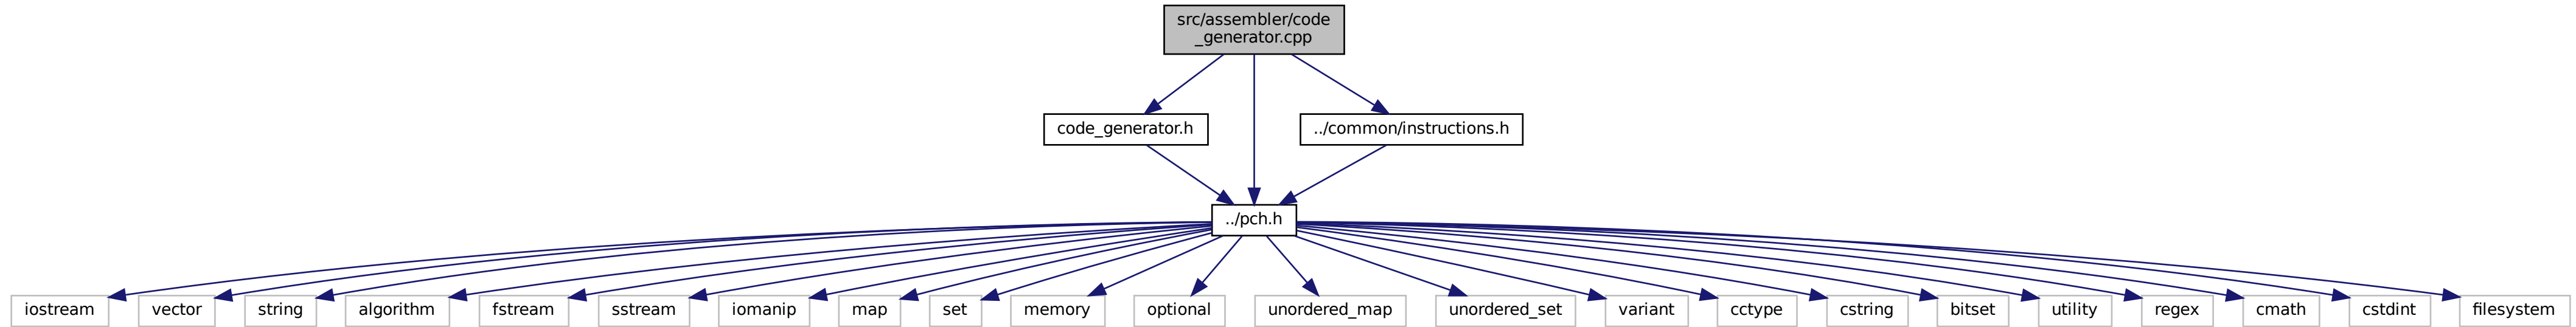 src/assembler/code
_generator.cpp
code_generator.h
../common/instructions.h
../pch.h
iostream
vector
string
algorithm
fstream
sstream
iomanip
map
set
memory
optional
unordered_map
unordered_set
variant
cctype
cstring
bitset
utility
regex
cmath
cstdint
filesystem